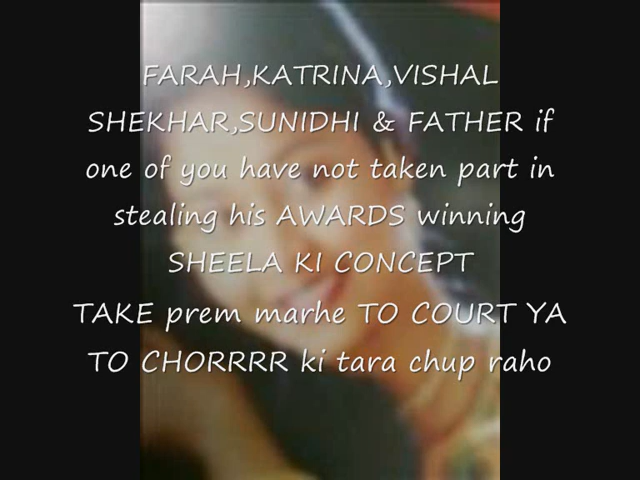 FARAH,KATRINA,VISHAL
SHEKHAR,SUNIDHI & FATHER if
one of you have not taken part in
stealing his AWARDS winning
SHEELA KI CONCEPT
TAKE prem marhe TO COURT YA
TO CHORRRR ki tara chup raho